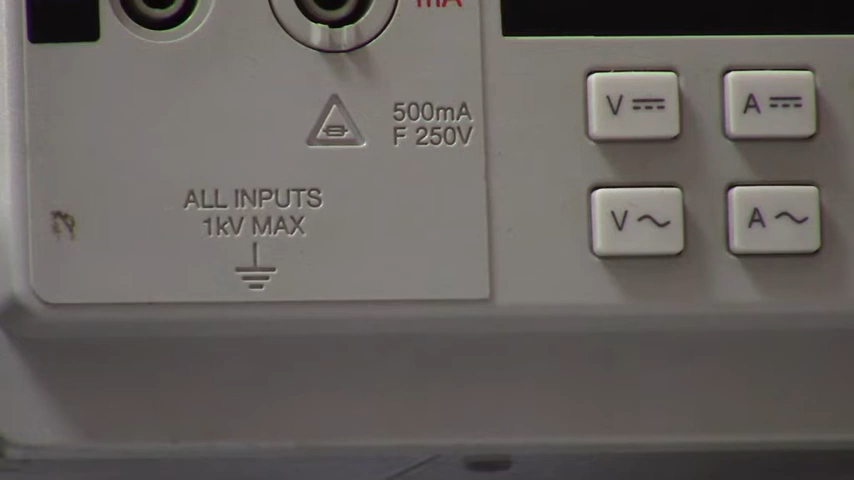 mA
500mA
F 250V
ALL INPUTS
1kV MAX
V
A
V
A